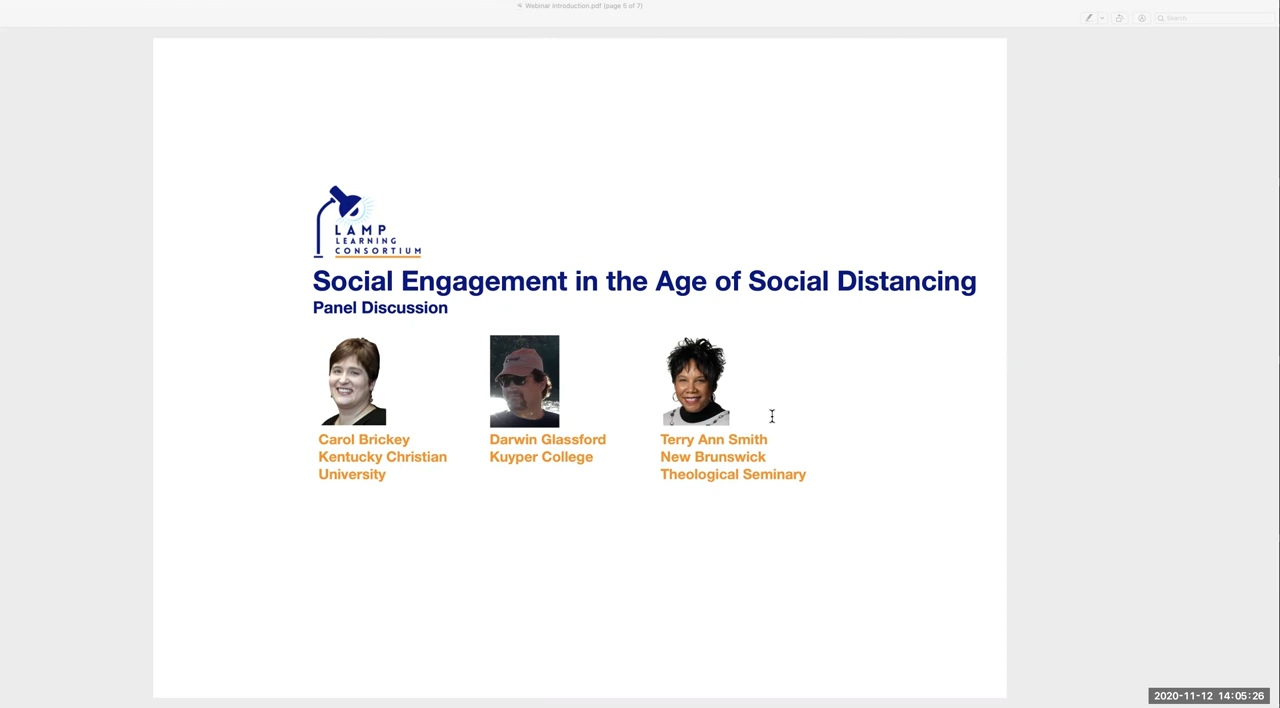 Webinar Introduction.pdf (page 5 of 7)
Search
LAMP
LEARNING
CONSORTIUM
Social Engagement in the Age of Social Distancing
Panel Discussion
Carol Brickey
Kentucky Christian
University
Darwin Glassford
Kuyper College
Terry Ann Smith
New Brunswick
Theological Seminary
2020-11-12 14:05:26